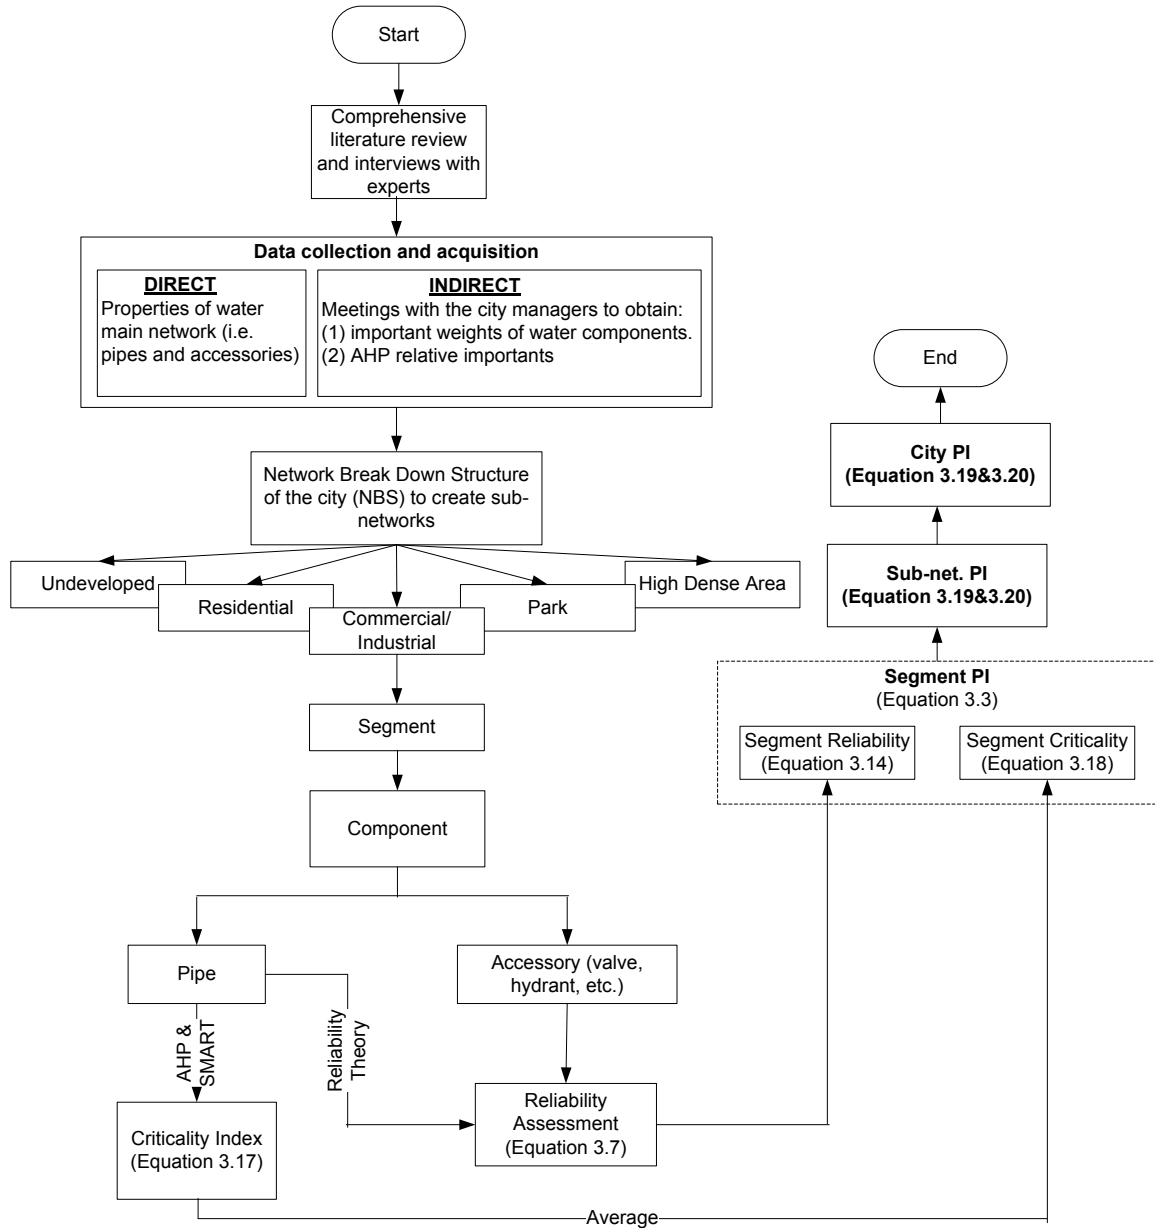 Start
Comprehensive
literature review
and interviews with
experts
Data collection and acquisition
DIRECT
Properties of water
main network (i.e.
pipes and accessories)
INDIRECT
Meetings with the city managers to obtain:
(1) important weights of water components.
(2) AHP relative importants
Network Break Down Structure
of the city (NBS) to create sub-
networks
Undeveloped
Residential
Commercial/
Industrial
Park
High Dense Area
Segment
Component
Pipe
Accessory (valve,
hydrant, etc.)
AHP &
SMART
Reliability
Theory
Criticality Index
(Equation 3.17)
Reliability
Assessment
(Equation 3.7)
Average
Segment Reliability
(Equation 3.14)
Segment Criticality
(Equation 3.18)
Segment PI
(Equation 3.3)
Sub-net. PI
(Equation 3.19&3.20)
City PI
(Equation 3.19&3.20)
End